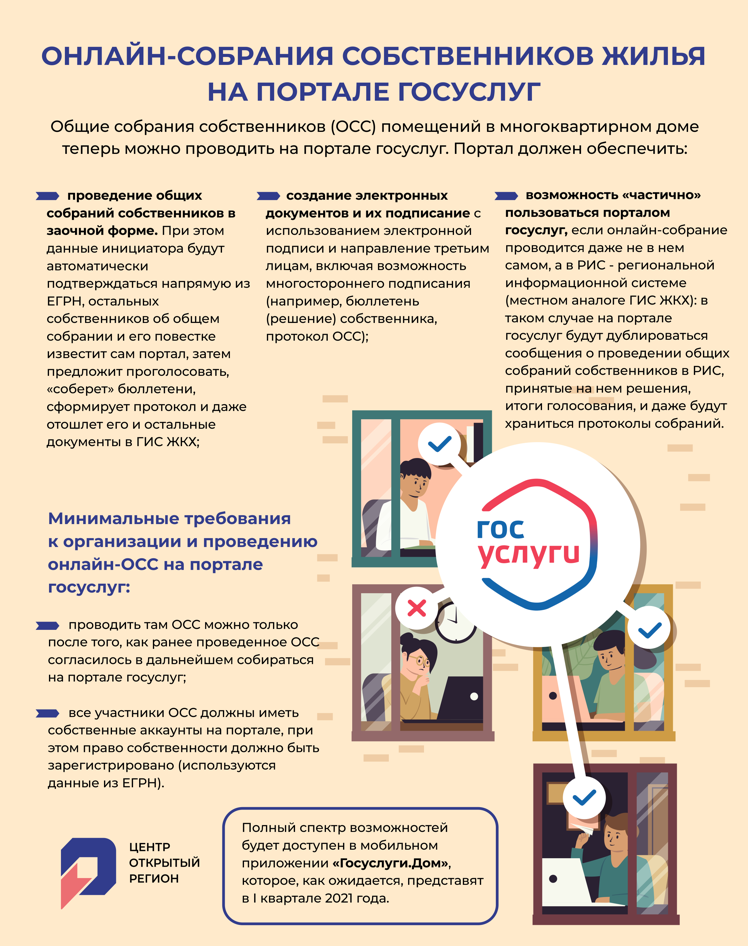 ОНЛАЙН-СОБРАНИЯ СОБСТВЕННИКОВ ЖИЛЬЯ
НА ПОРТАЛЕ ГОСУСЛУГ
Общие собрания собственников (ОСС) помещений в многоквартирном доме
теперь можно проводить на портале госуслуг. Портал должен обеспечить:
проведение общих
собраний собственников в
заочной форме. При этом
данные инициатора будут
автоматически
подтверждаться напрямую из
ЕГРН, остальных
собственников об общем
собрании и его повестке
известит сам портал, затем
предложит проголосовать,
«соберет» бюллетени,
сформирует протокол и даже
отошлет его и остальные
документы в ГИС ЖКХ;
создание электронных
документов и их подписание с
использованием электронной
подписи и направление третьим
лицам, включая возможность
многостороннего подписания
(например, бюллетень
(решение) собственника,
протокол ОСС);
возможность «частично»
пользоваться порталом
госуслуг, если онлайн-собрание
проводится даже не в нем
самом, а в РИС - региональной
информационной системе
(местном аналоге ГИС ЖКХ): в
таком случае на портале
госуслуг будут дублироваться
сообщения о проведении общих
собраний собственников в РИС,
принятые на нем решения,
итоги голосования, и даже будут
храниться протоколы собраний.
гос
услуги
Минимальные требования
к организации и проведению
онлайн-ОСС на портале
госуслуг:
проводить там ОСС можно только
после того, как ранее проведенное ОСС
согласилось в дальнейшем собираться
на портале госуслуг;
все участники ОСС должны иметь
собственные аккаунты на портале, при
этом право собственности должно быть
зарегистрировано (используются
данные из ЕГРН).
ЦЕНТР
ОТКРЫТЫЙ
РЕГИОН
Полный спектр возможностей
будет доступен в мобильном
приложении «Госуслуги.Дом»,
которое, как ожидается, представят
в I квартале 2021 года.